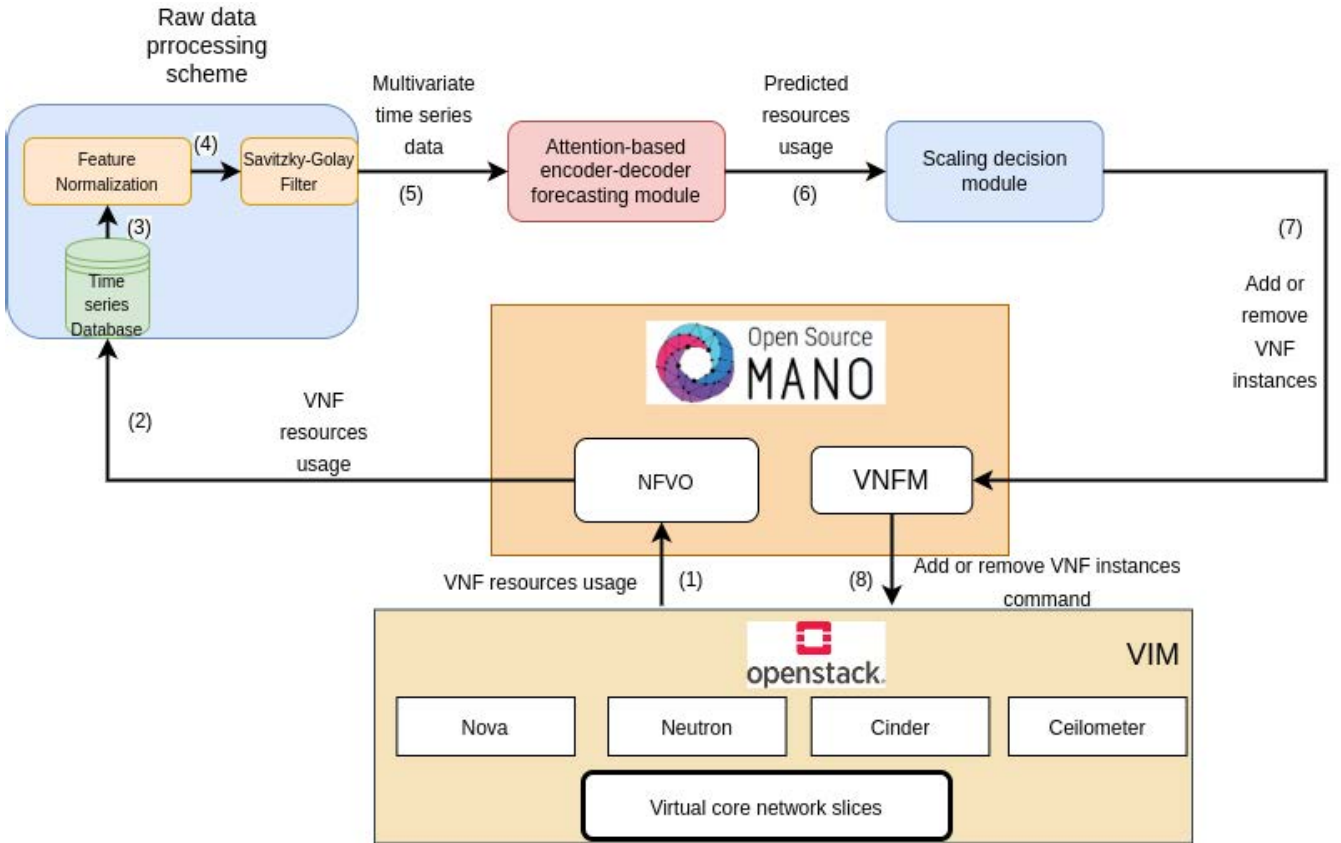 Raw data
prrocessing
scheme
Feature
Normalization
(4)
Savitzky-Golay
Filter
(3)
Time
series
Database
Multivariate
time series
data
(5)
Attention-based
encoder-decoder
forecasting module
Predicted
resources
usage
(6)
Scaling decision
module
(7)
Add or
remove
VNF
instances
Open Source
MANO
(2)
VNF
resources
usage
NFVO
VNFM
VNF resources usage
(1)
(8)
Add or remove VNF instances
command
openstack.
VIM
Nova
Neutron
Cinder
Ceilometer
Virtual core network slices